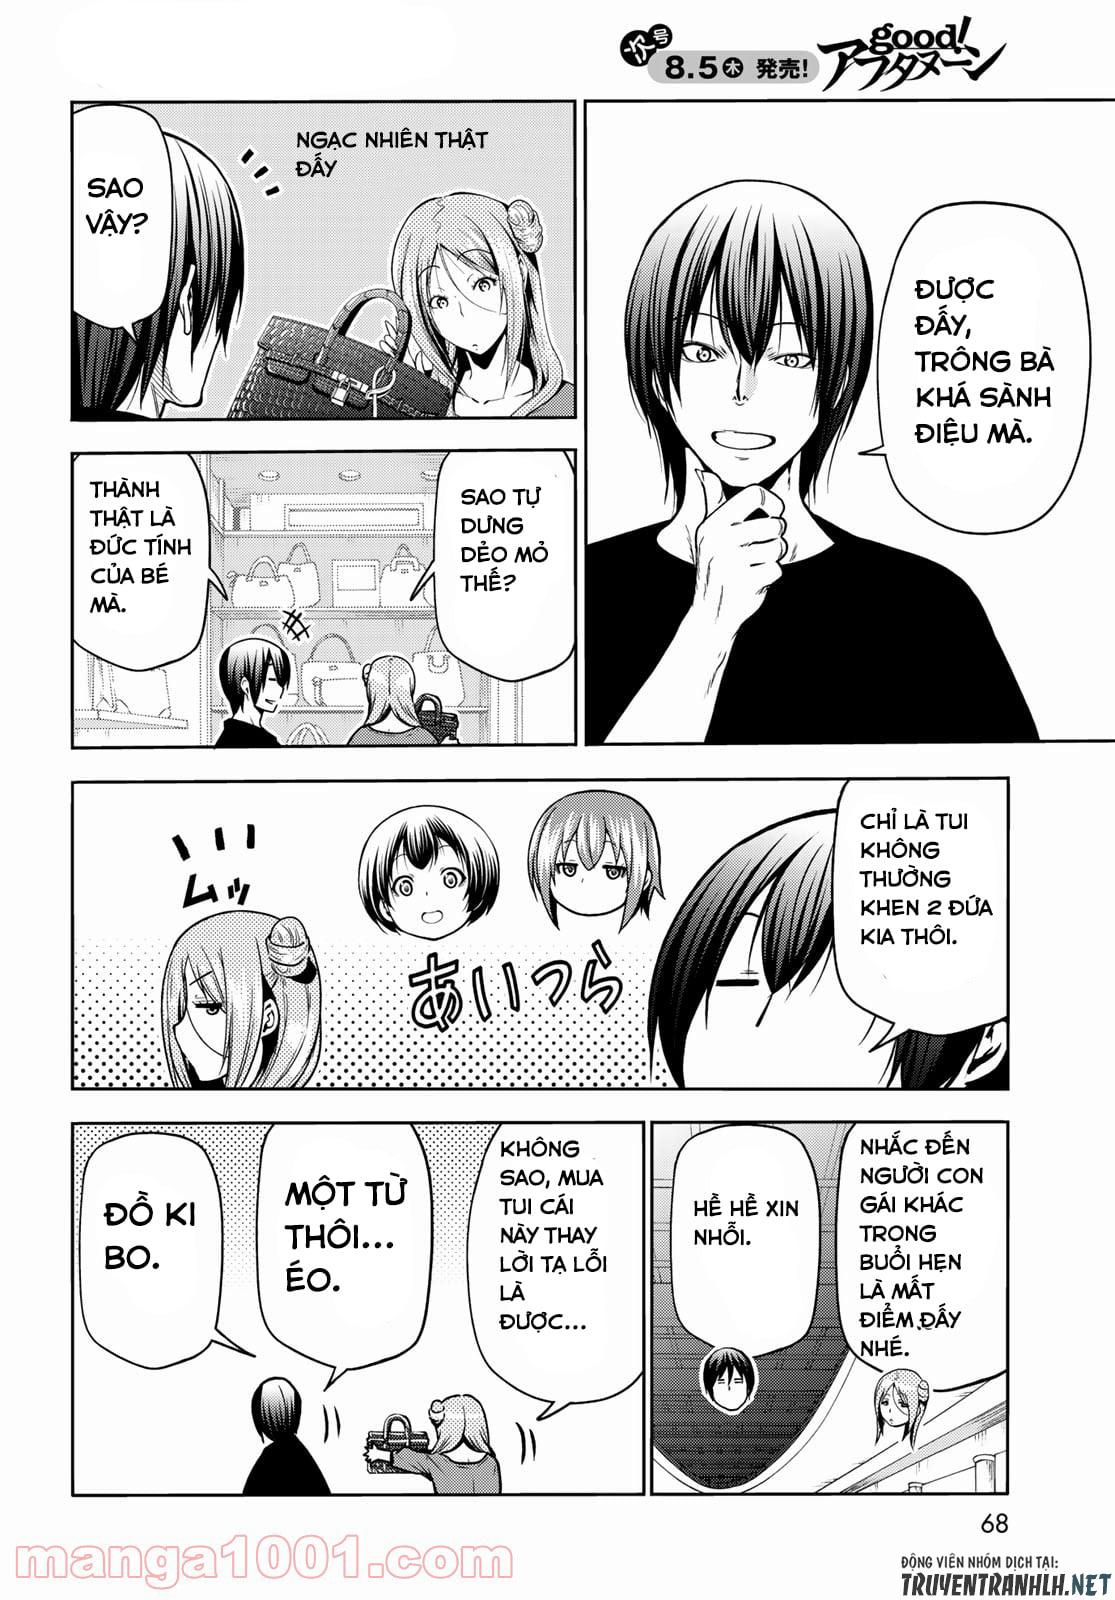 次号
8.5木 発売!
good!
アフタヌーン
ĐƯỢC
ĐẤY,
TRÔNG BÀ
KHÁ SÀNH
ĐIỆU MÀ.
NGẠC NHIÊN THẬT
ĐẤY
SAO
VẬY?
SAO TỰ
DƯNG
DẺO MỎ
THẾ?
THÀNH
THẬT LÀ
ĐỨC TÍNH
CỦA BÉ
MÀ.
CHỈ LÀ TUI
KHÔNG
THƯỜNG
KHEN 2 ĐỨA
KIA THÔI.
あいつら
ムッ
NHẮC ĐẾN
NGƯỜI CON
GÁI KHÁC
TRONG
BUỔI HẸN
LÀ MẤT
ĐIỂM ĐẤY
NHÉ.
HỀ HỀ XIN
NHỖI.
KHÔNG
SAO, MUA
TUI CÁI
NÀY THAY
LỜI TẠ LỖI
LÀ
ĐƯỢC...
MỘT TỪ
THÔI...
ÉO.
ĐỒ KI
BO.
68
manga1001.com
ĐỘNG VIÊN NHÓM DỊCH TẠI:
TRUYENTRANHLH.NET